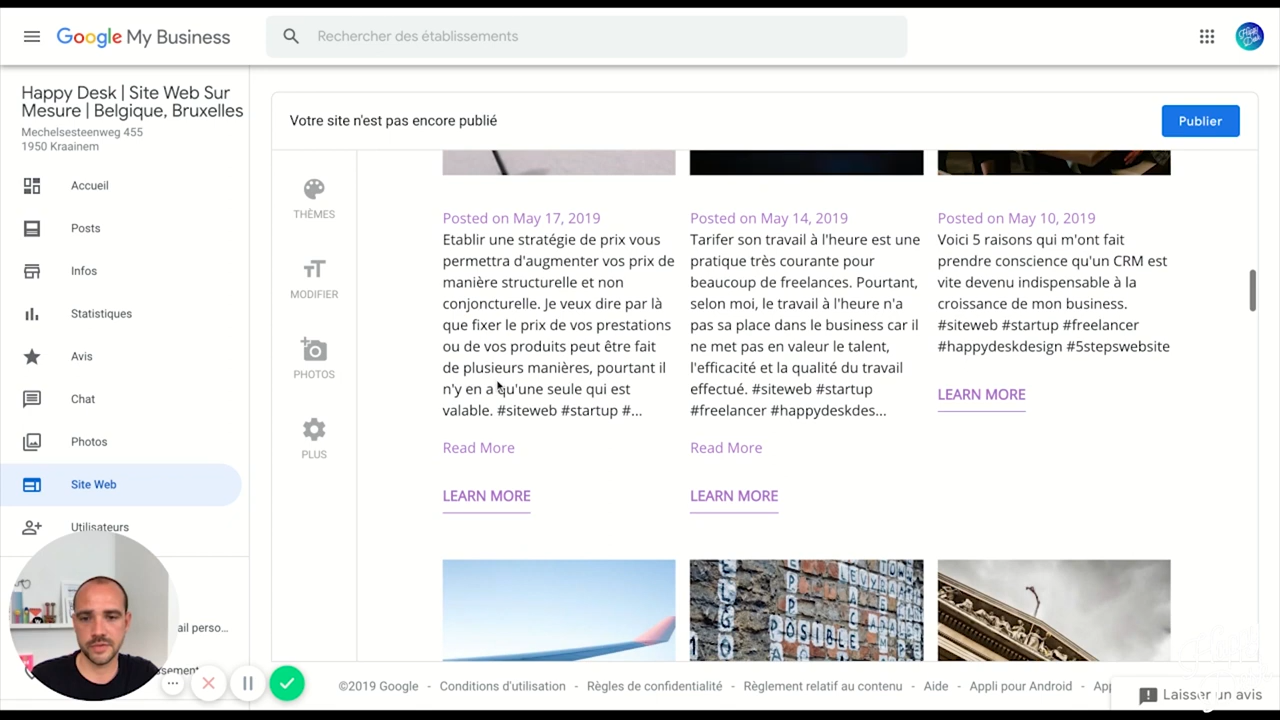 Google My Business
Rechercher des établissements
Happy Desk | Site Web Sur
Mesure | Belgique, Bruxelles
Mechelsesteenweg 455
1950 Kraainem
Accueil
Posts
Infos
Statistiques
Avis
Chat
Photos
Site Web
Utilisateurs
ail perso...
ssement
Votre site n'est pas encore publié
Publier
THÈMES
MODIFIER
PHOTOS
PLUS
Posted on May 17, 2019
Etablir une stratégie de prix vous
permettra d'augmenter vos prix de
manière structurelle et non
conjoncturelle. Je veux dire par là
que fixer le prix de vos prestations
ou de vos produits peut être fait
de plusieurs manières, pourtant il
n'y en a qu'une seule qui est
valable. #siteweb #startup #...
Read More
LEARN MORE
Posted on May 14, 2019
Tarifer son travail à l'heure est une
pratique très courante pour
beaucoup de freelances. Pourtant,
selon moi, le travail à l'heure n'a
pas sa place dans le business car il
ne met pas en valeur le talent,
l'efficacité et la qualité du travail
effectué. #siteweb #startup
#freelancer #happydeskdes...
Read More
LEARN MORE
Posted on May 10, 2019
Voici 5 raisons qui m'ont fait
prendre conscience qu'un CRM est
vite devenu indispensable à la
croissance de mon business.
#siteweb #startup #freelancer
#happydeskdesign #5stepswebsite
LEARN MORE
POSIBLE
©2019 Google - Conditions d'utilisation - Règles de confidentialité - Règlement relatif au contenu - Aide - Appli pour Android - App
Laisser un avis